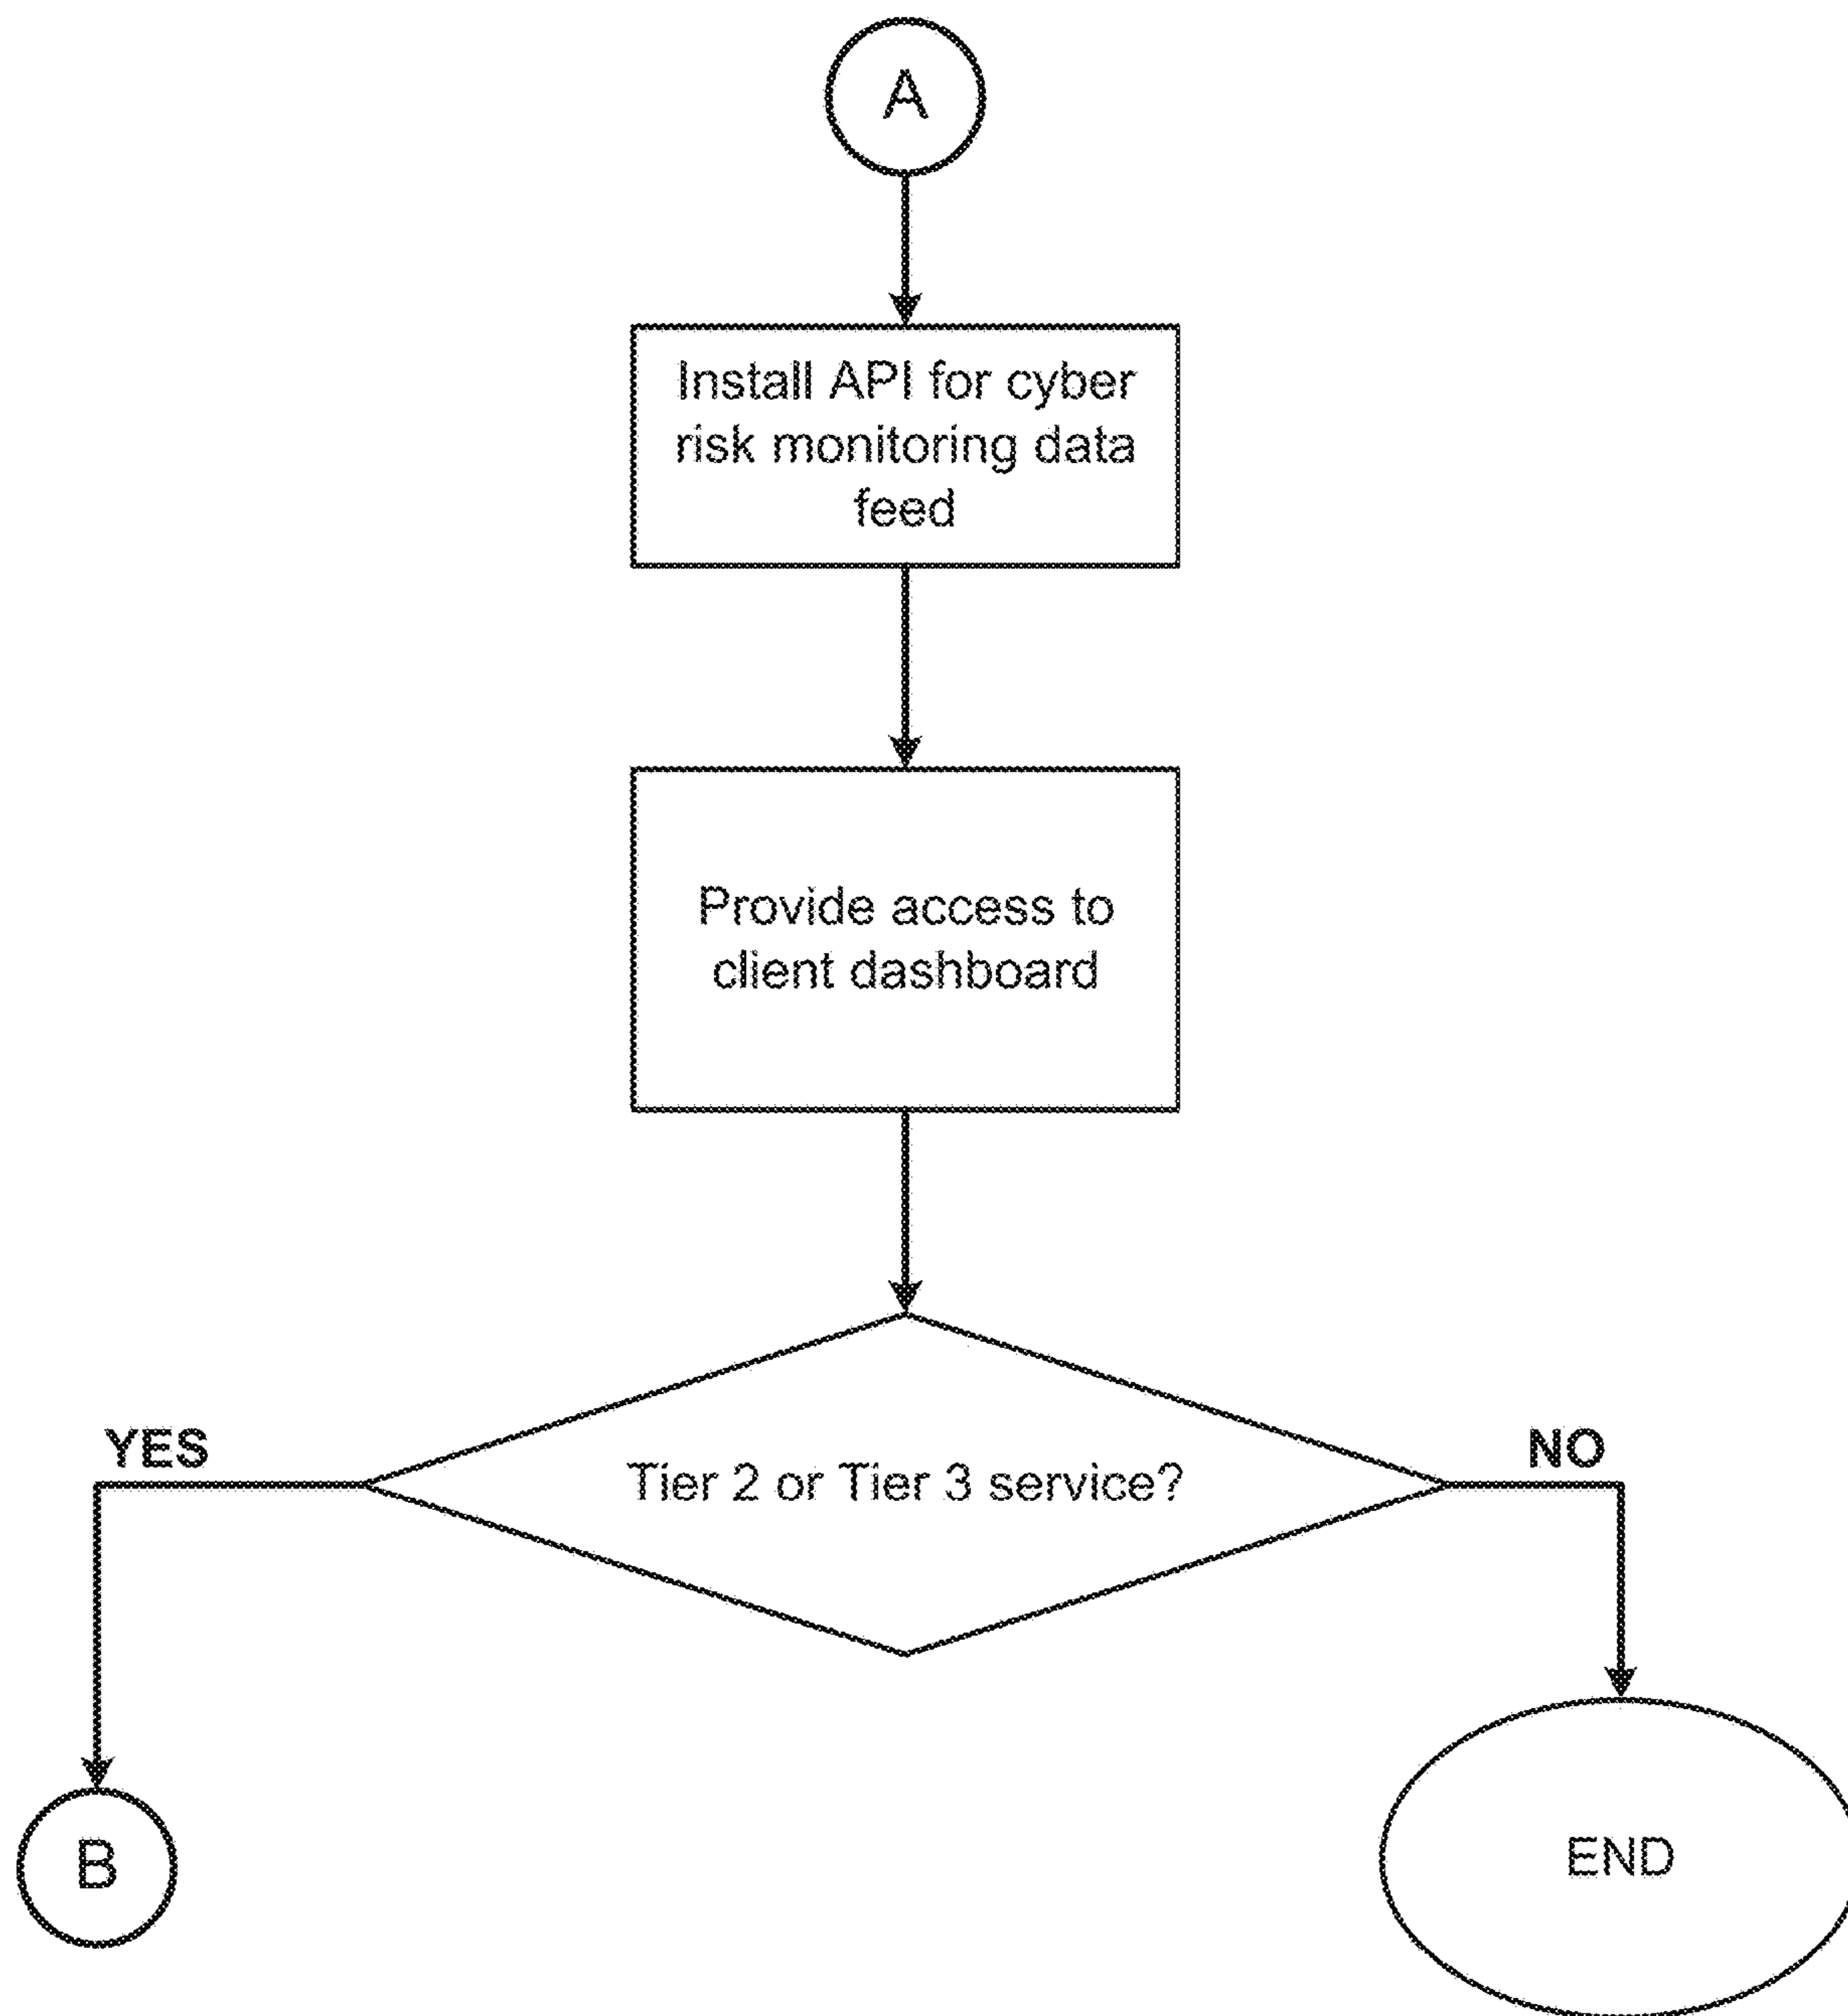 A
Install API for cyber
risk monitoring data
feed
Provide access to
client dashboard
YES
NO
Tier 2 or Tier 3 service?
B
END